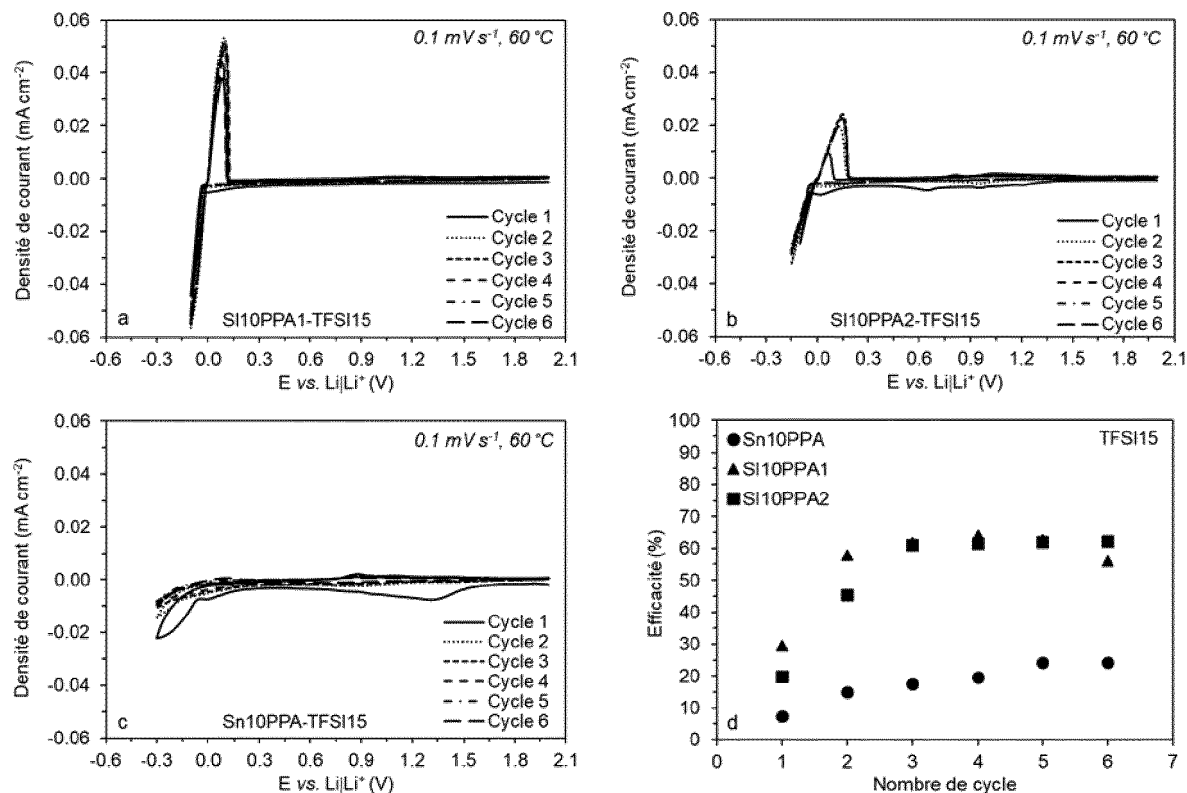 0.1 mV s⁻¹, 60 °C
Densité de courant (mA cm⁻²)
0.06
0.04
0.02
0.00
-0.02
-0.04
-0.06
Cycle 1
Cycle 2
Cycle 3
Cycle 4
Cycle 5
Cycle 6
a
SI10PPA1-TFSI15
-0.6 -0.3 0.0 0.3 0.6 0.9 1.2 1.5 1.8 2.1
E vs. Li|Li⁺ (V)
0.1 mV s⁻¹, 60 °C
Densité de courant (mA cm⁻²)
0.06
0.04
0.02
0.00
-0.02
-0.04
-0.06
Cycle 1
Cycle 2
Cycle 3
Cycle 4
Cycle 5
Cycle 6
b
SI10PPA2-TFSI15
-0.6 -0.3 0.0 0.3 0.6 0.9 1.2 1.5 1.8 2.1
E vs. Li|Li⁺ (V)
0.1 mV s⁻¹, 60 °C
Densité de courant (mA cm⁻²)
0.06
0.04
0.02
0.00
-0.02
-0.04
-0.06
Cycle 1
Cycle 2
Cycle 3
Cycle 4
Cycle 5
Cycle 6
c
Sn10PPA-TFSI15
-0.6 -0.3 0.0 0.3 0.6 0.9 1.2 1.5 1.8 2.1
E vs. Li|Li⁺ (V)
TFSI15
Sn10PPA
SI10PPA1
SI10PPA2
Efficacité (%)
100
90
80
70
60
50
40
30
20
10
0
d
0 1 2 3 4 5 6 7
Nombre de cycle